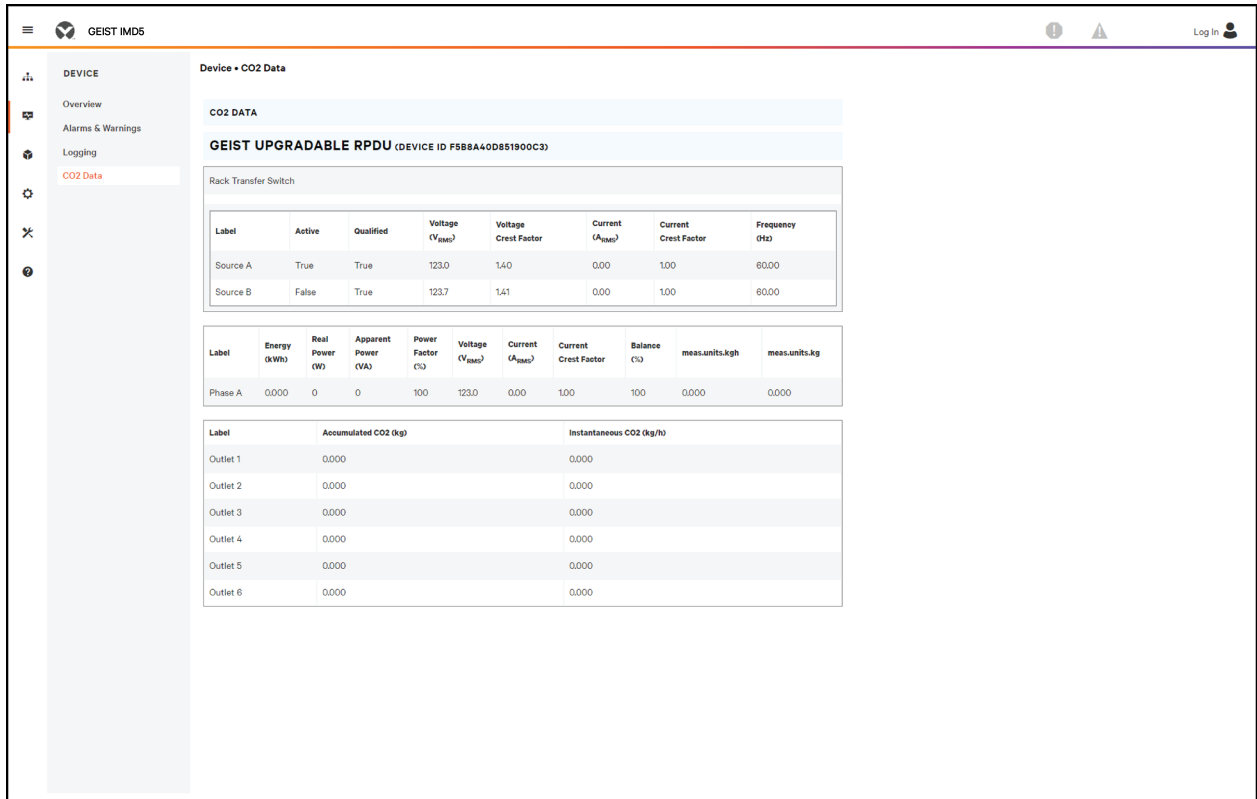 GEIST IMD5
Log In
DEVICE
Overview
Alarms & Warnings
Logging
CO2 Data
Device • CO2 Data
CO2 DATA
GEIST UPGRADABLE RPDU (DEVICE ID F5B8A40D851900C3)
Rack Transfer Switch
Label Active Qualified Voltage (VRMS) Voltage Crest Factor Current (ARMS) Current Crest Factor Frequency (Hz)
Source A True True 123.0 1.40 0.00 1.00 60.00
Source B False True 123.7 1.41 0.00 1.00 60.00
Label Energy (kWh) Real Power (W) Apparent Power (VA) Power Factor (%) Voltage (VRMS) Current (ARMS) Current Crest Factor Balance (%) meas.units.kgh meas.units.kg
Phase A 0.000 0 0 100 123.0 0.00 1.00 100 0.000 0.000
Label Accumulated CO2 (kg) Instantaneous CO2 (kg/h)
Outlet 1 0.000 0.000
Outlet 2 0.000 0.000
Outlet 3 0.000 0.000
Outlet 4 0.000 0.000
Outlet 5 0.000 0.000
Outlet 6 0.000 0.000